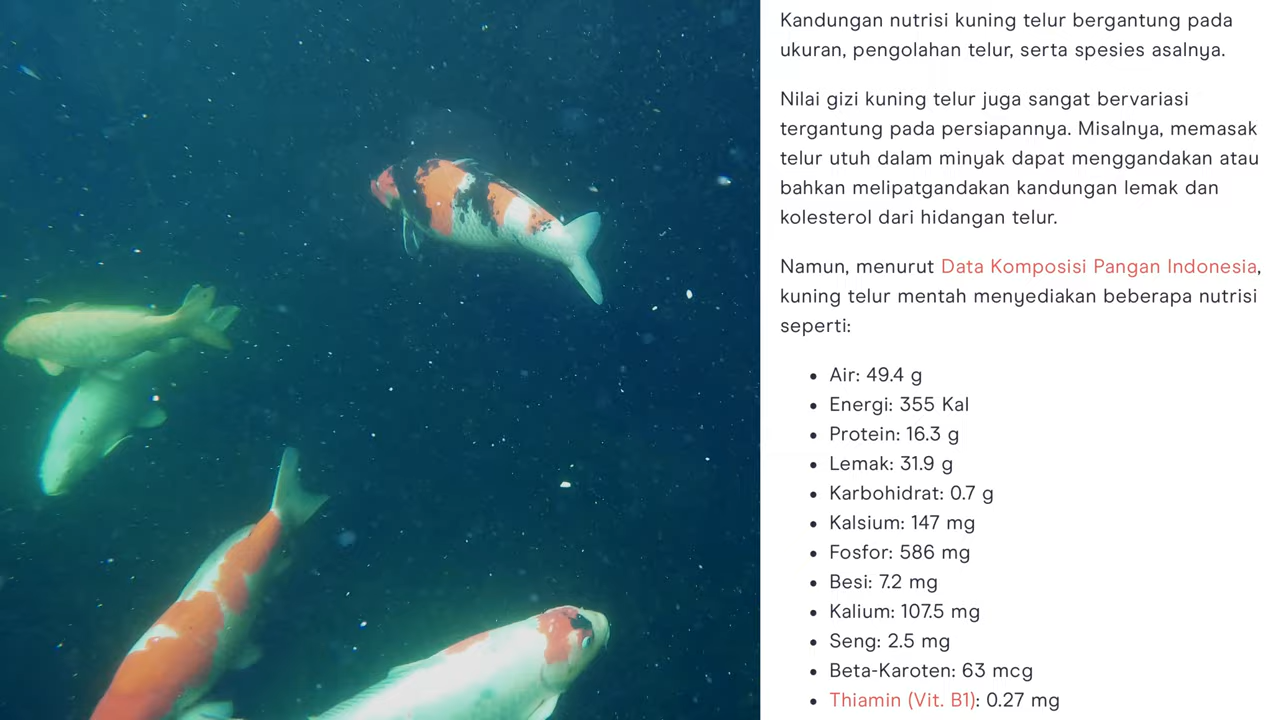 Kandungan nutrisi kuning telur bergantung pada
ukuran, pengolahan telur, serta spesies asalnya.
Nilai gizi kuning telur juga sangat bervariasi
tergantung pada persiapannya. Misalnya, memasak
telur utuh dalam minyak dapat menggandakan atau
bahkan melipatgandakan kandungan lemak dan
kolesterol dari hidangan telur.
Namun, menurut Data Komposisi Pangan Indonesia,
kuning telur mentah menyediakan beberapa nutrisi
seperti:
• Air: 49.4 g
• Energi: 355 Kal
• Protein: 16.3 g
• Lemak: 31.9 g
• Karbohidrat: 0.7 g
• Kalsium: 147 mg
• Fosfor: 586 mg
• Besi: 7.2 mg
• Kalium: 107.5 mg
• Seng: 2.5 mg
• Beta-Karoten: 63 mcg
• Thiamin (Vit. B1): 0.27 mg